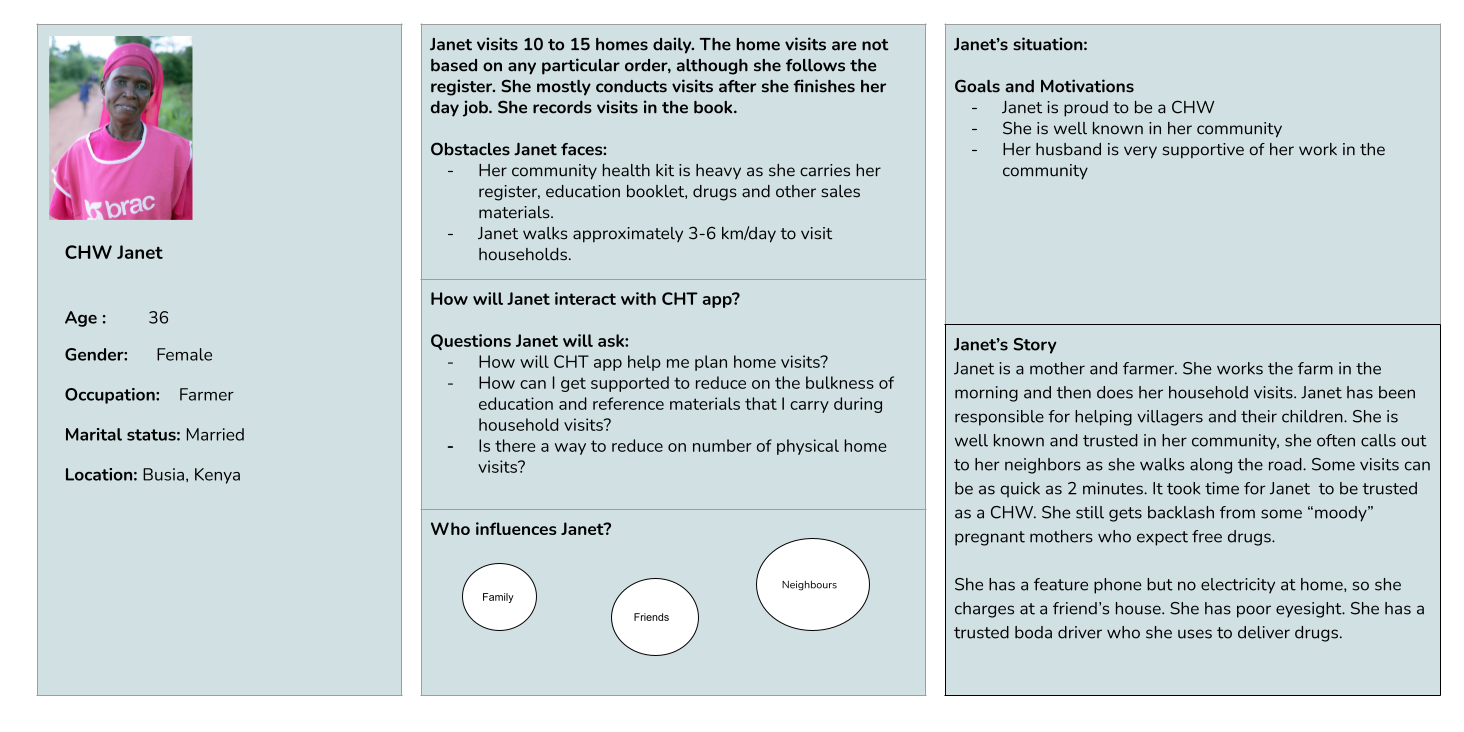 brac
CHW Janet
Age : 36
Gender: Female
Occupation: Farmer
Marital status: Married
Location: Busia, Kenya
Janet visits 10 to 15 homes daily. The home visits are not
based on any particular order, although she follows the
register. She mostly conducts visits after she finishes her
day job. She records visits in the book.
Obstacles Janet faces:
- Her community health kit is heavy as she carries her
register, education booklet, drugs and other sales
materials.
- Janet walks approximately 3-6 km/day to visit
households.
How will Janet interact with CHT app?
Questions Janet will ask:
- How will CHT app help me plan home visits?
- How can I get supported to reduce on the bulkness of
education and reference materials that I carry during
household visits?
- Is there a way to reduce on number of physical home
visits?
Who influences Janet?
Family
Friends
Neighbours
Janet’s situation:
Goals and Motivations
- Janet is proud to be a CHW
- She is well known in her community
- Her husband is very supportive of her work in the
community
Janet’s Story
Janet is a mother and farmer. She works the farm in the
morning and then does her household visits. Janet has been
responsible for helping villagers and their children. She is
well known and trusted in her community, she often calls out
to her neighbors as she walks along the road. Some visits can
be as quick as 2 minutes. It took time for Janet to be trusted
as a CHW. She still gets backlash from some “moody”
pregnant mothers who expect free drugs.
She has a feature phone but no electricity at home, so she
charges at a friend’s house. She has poor eyesight. She has a
trusted boda driver who she uses to deliver drugs.